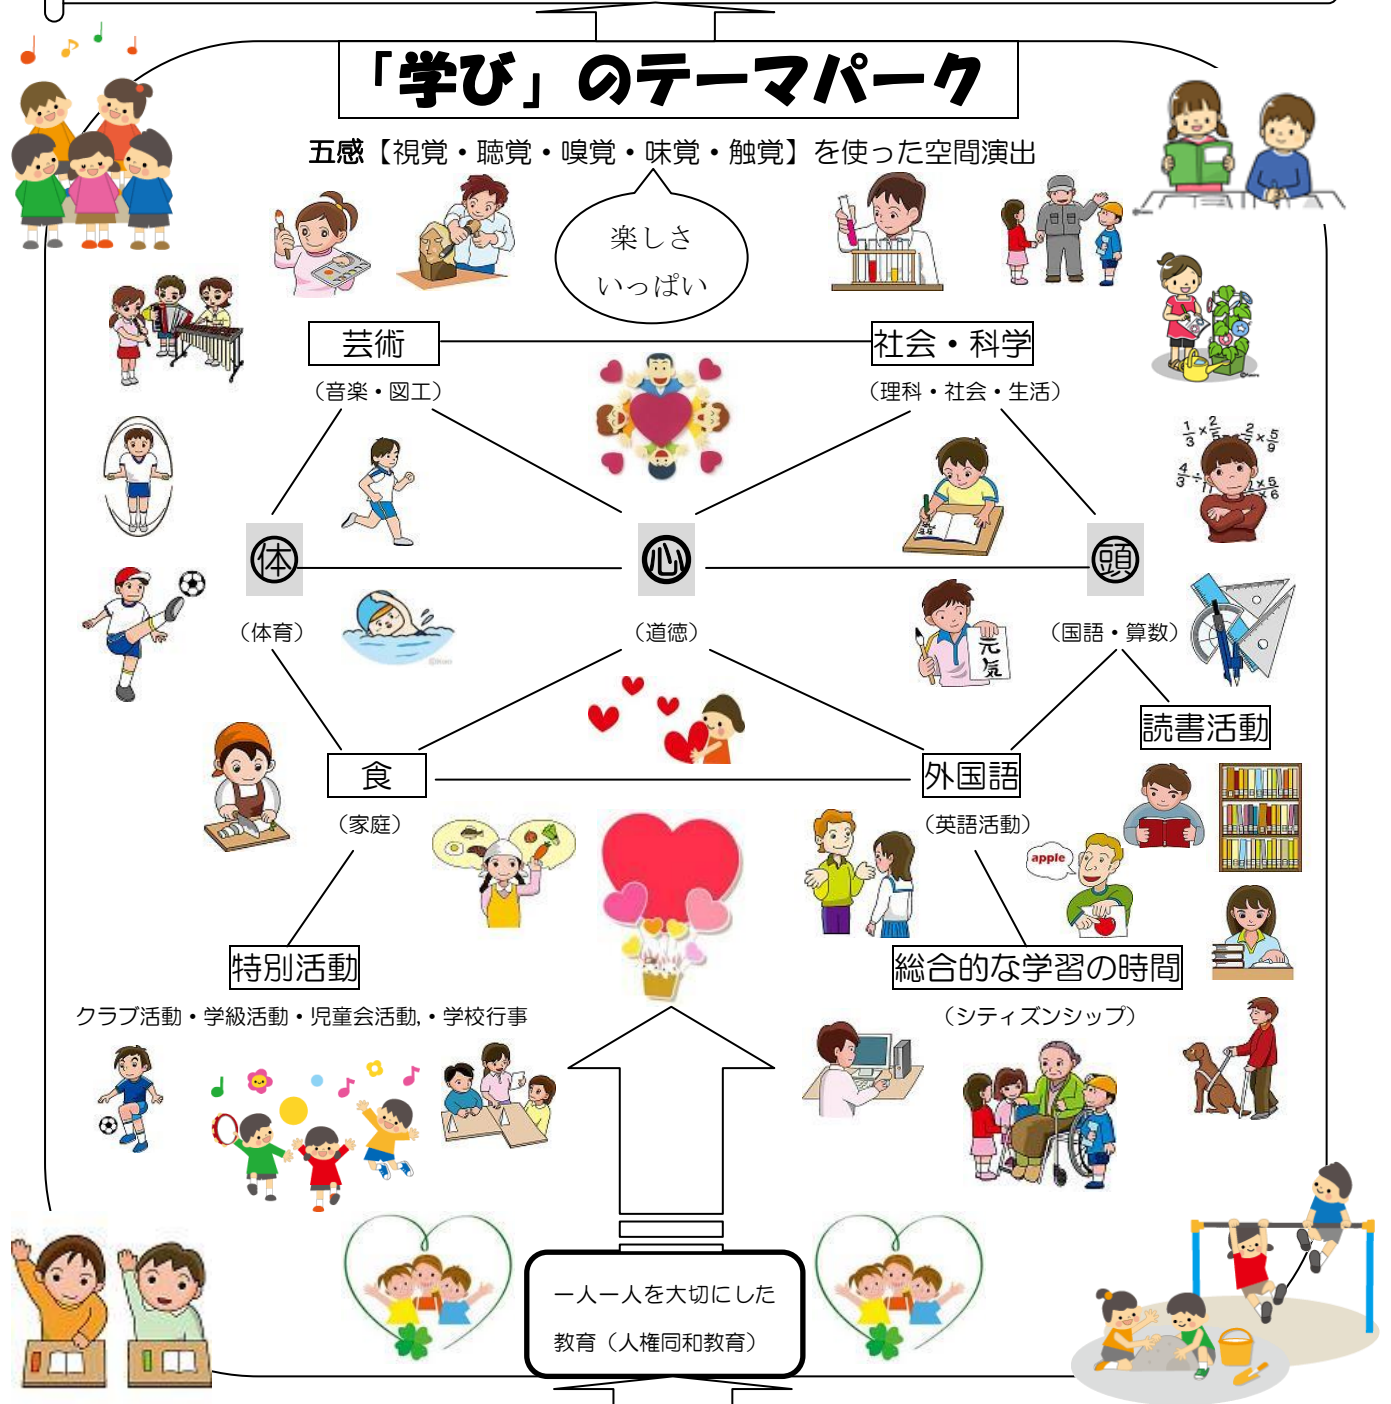 「学び」のテーマパーク
五感【視覚・聴覚・嗅覚・味覚・触覚】を使った空間演出
楽しさ
いっぱい
芸術
社会・科学
（音楽・図工）
（理科・社会・生活）
体
心
頭
（体育）
（道徳）
（国語・算数）
元気
読書活動
食
外国語
（家庭）
（英語活動）
apple
特別活動
総合的な学習の時間
クラブ活動・学級活動・児童会活動,・学校行事
（シティズンシップ）
一人一人を大切にした
教育（人権同和教育）